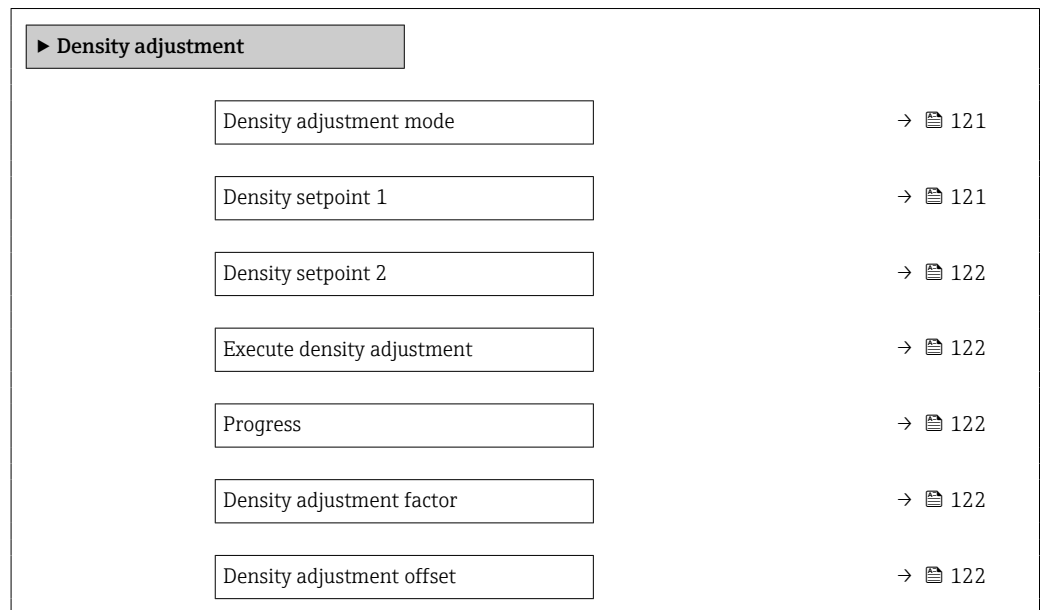 ► Density adjustment
Density adjustment mode → 121
Density setpoint 1 → 121
Density setpoint 2 → 122
Execute density adjustment → 122
Progress → 122
Density adjustment factor → 122
Density adjustment offset → 122